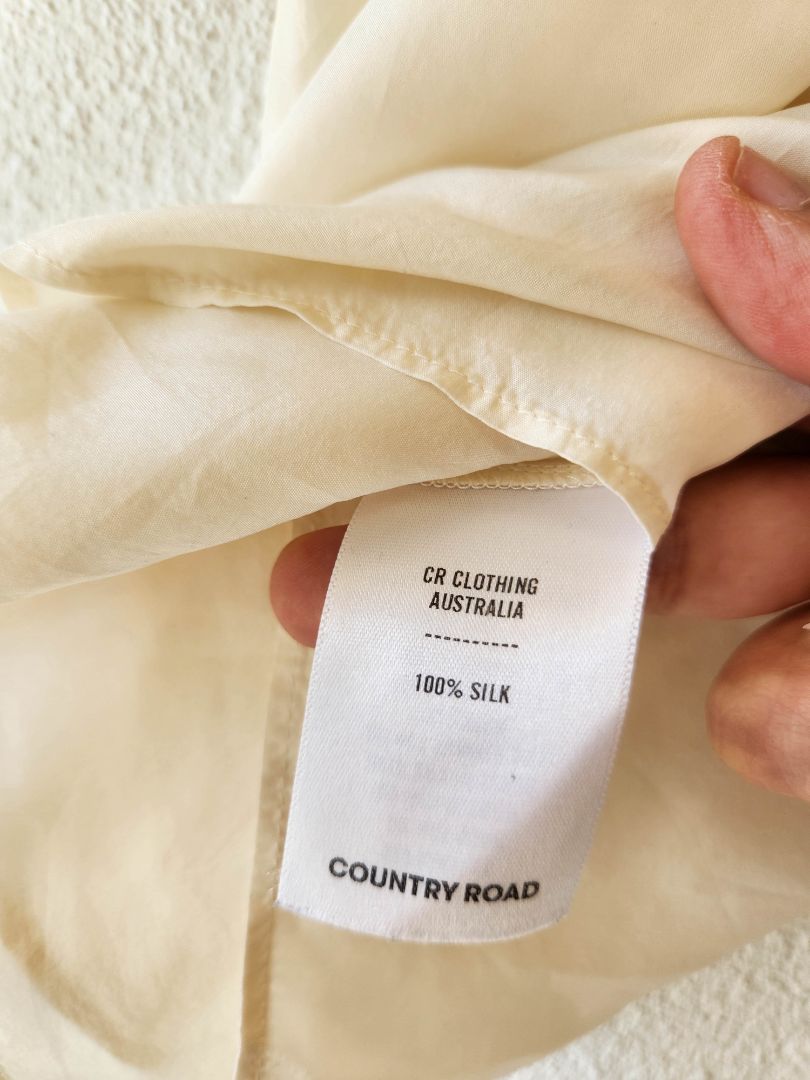 CR CLOTHING
AUSTRALIA
----------
100% SILK
COUNTRY ROAD